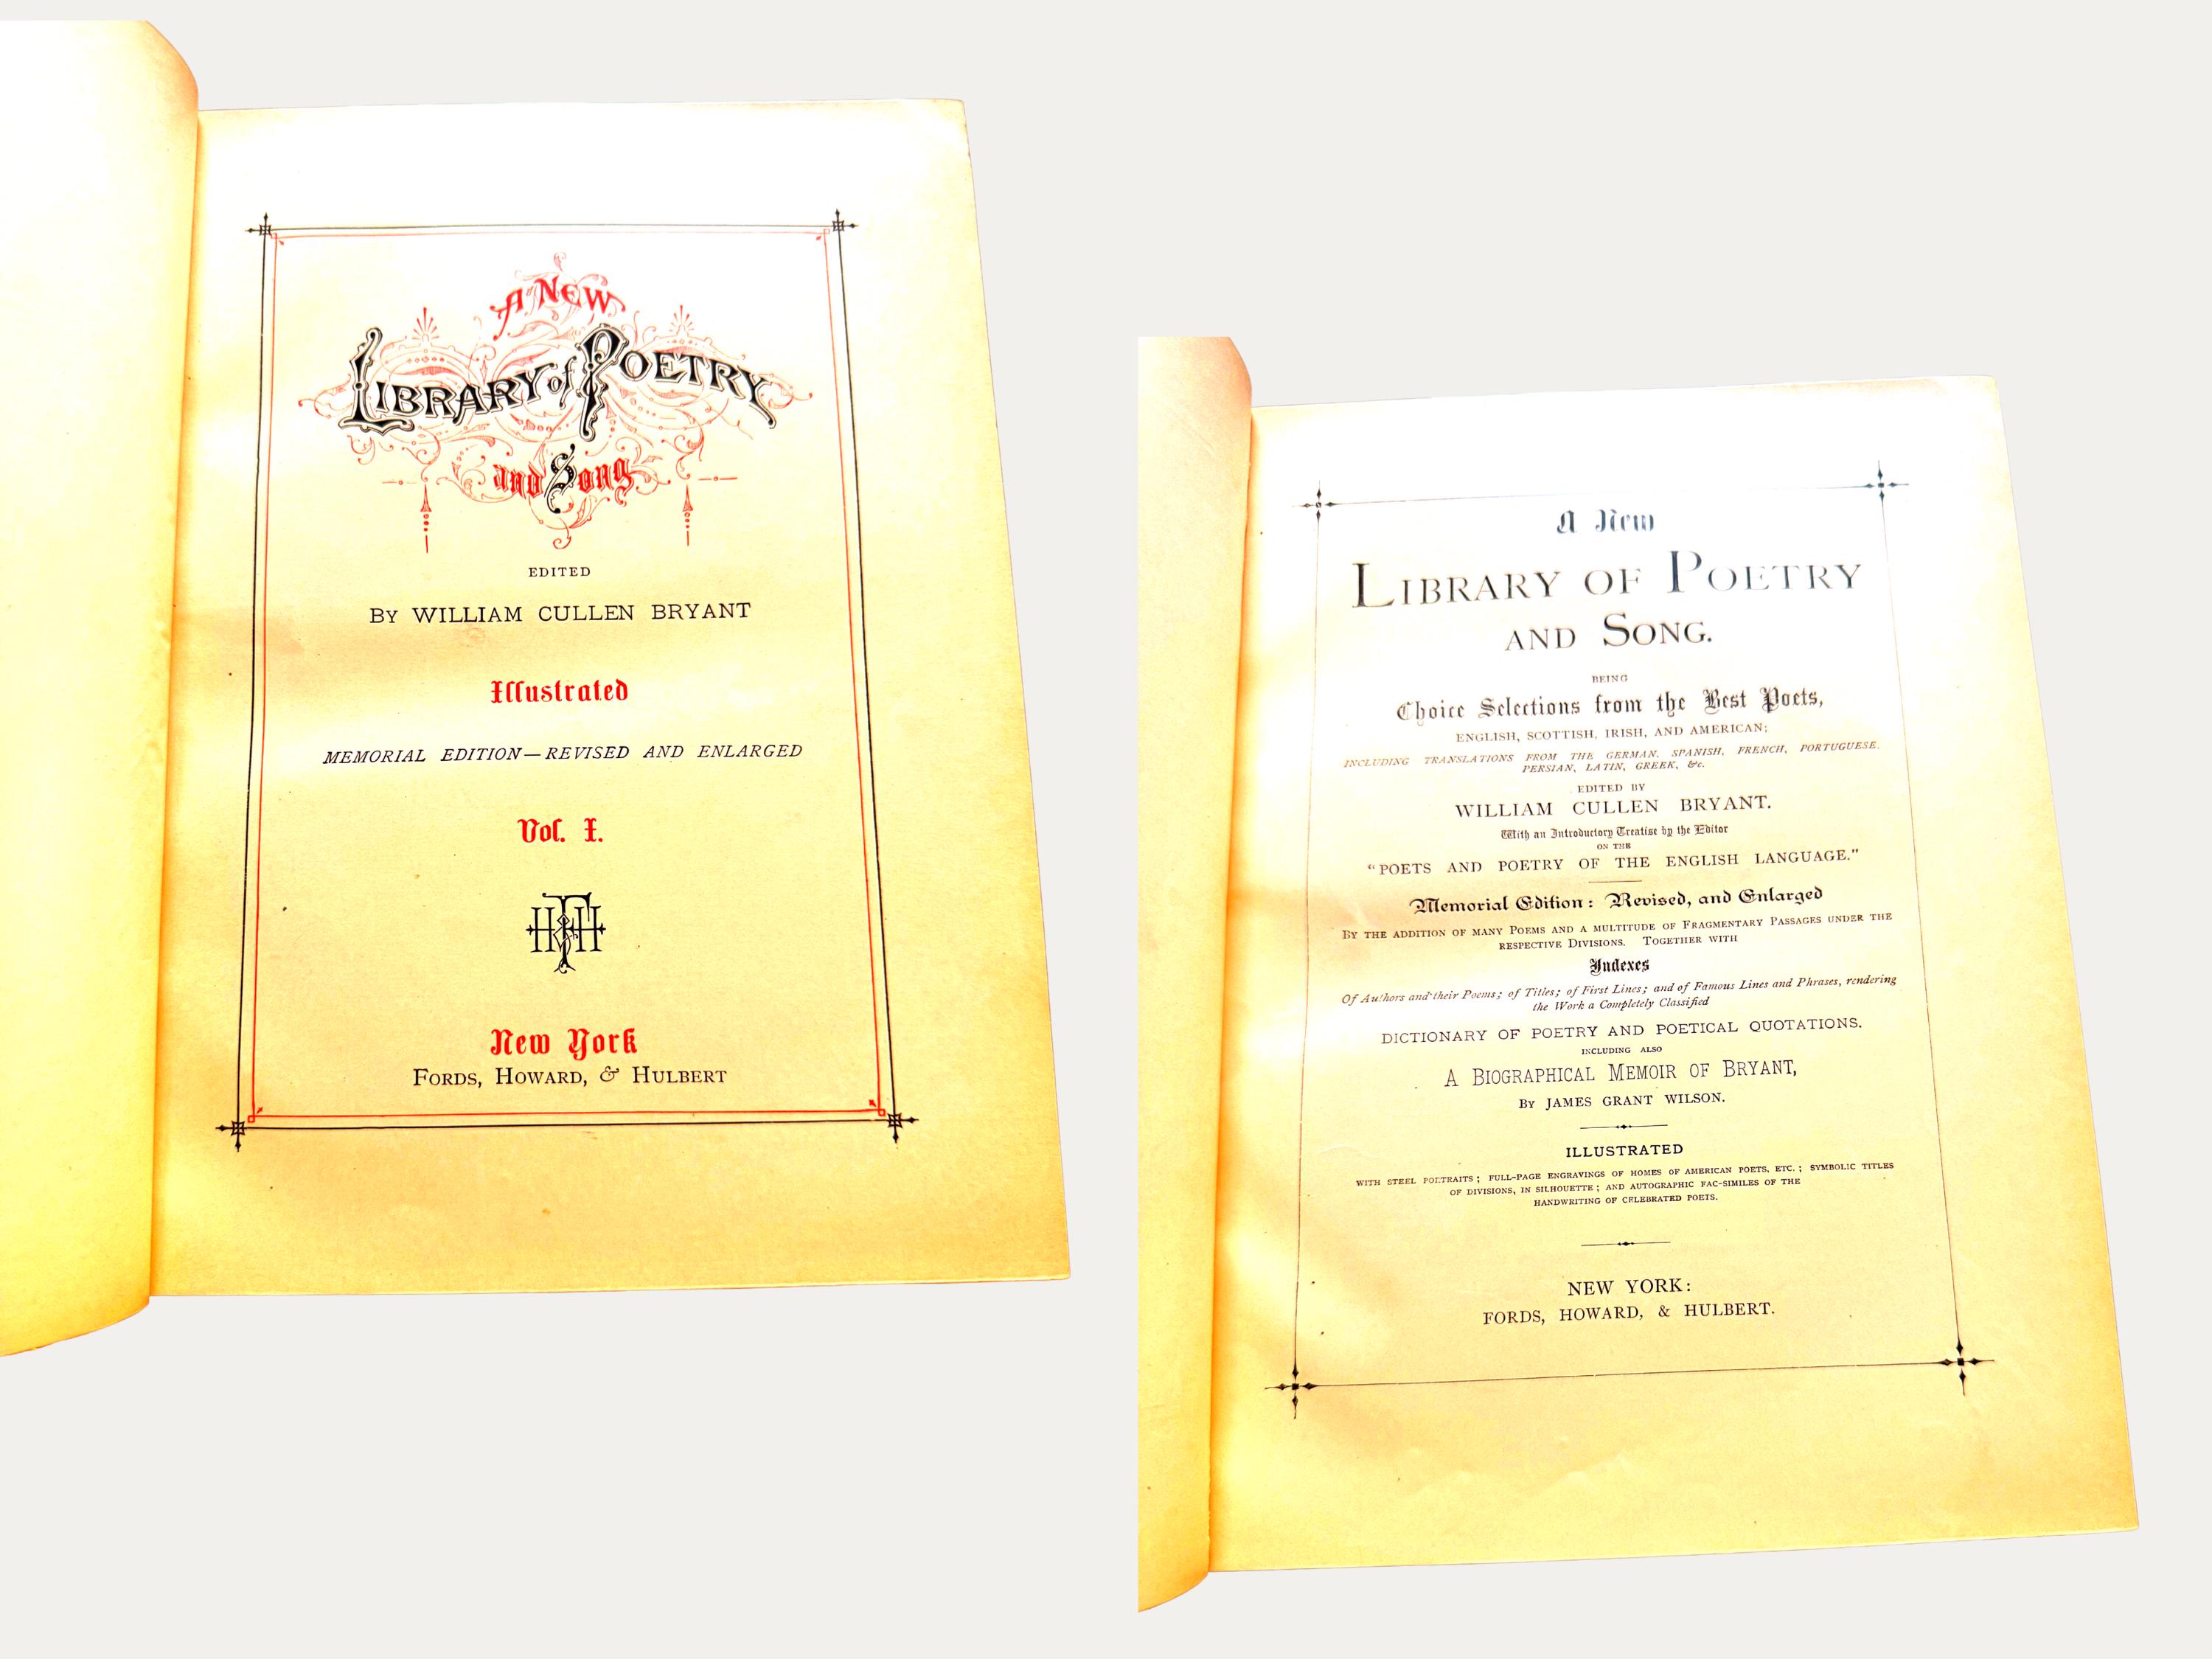 A NEW
LIBRARY of POETRY
and Song
EDITED
BY WILLIAM CULLEN BRYANT
Illustrated
MEMORIAL EDITION—REVISED AND ENLARGED
Vol. I.
New York
FORDS, HOWARD, & HULBERT
A New
LIBRARY OF POETRY
AND SONG.
BEING
Choice Selections from the Best Poets,
ENGLISH, SCOTTISH, IRISH, AND AMERICAN;
INCLUDING TRANSLATIONS FROM THE GERMAN, SPANISH, FRENCH, PORTUGUESE,
PERSIAN, LATIN, GREEK, &c.
EDITED BY
WILLIAM CULLEN BRYANT.
With an Introductory Treatise by the Editor
ON THE
"POETS AND POETRY OF THE ENGLISH LANGUAGE."
Memorial Edition: Revised, and Enlarged
BY THE ADDITION OF MANY POEMS AND A MULTITUDE OF FRAGMENTARY PASSAGES UNDER THE
RESPECTIVE DIVISIONS. TOGETHER WITH
Indexes
Of Authors and their Poems; of Titles; of First Lines; and of Famous Lines and Phrases, rendering
the Work a Completely Classified
DICTIONARY OF POETRY AND POETICAL QUOTATIONS.
INCLUDING ALSO
A BIOGRAPHICAL MEMOIR OF BRYANT,
BY JAMES GRANT WILSON.
ILLUSTRATED
WITH STEEL PORTRAITS; FULL-PAGE ENGRAVINGS OF HOMES OF AMERICAN POETS, ETC.; SYMBOLIC TITLES
OF DIVISIONS, IN SILHOUETTE; AND AUTOGRAPHIC FAC-SIMILES OF THE
HANDWRITING OF CELEBRATED POETS.
NEW YORK:
FORDS, HOWARD, & HULBERT.